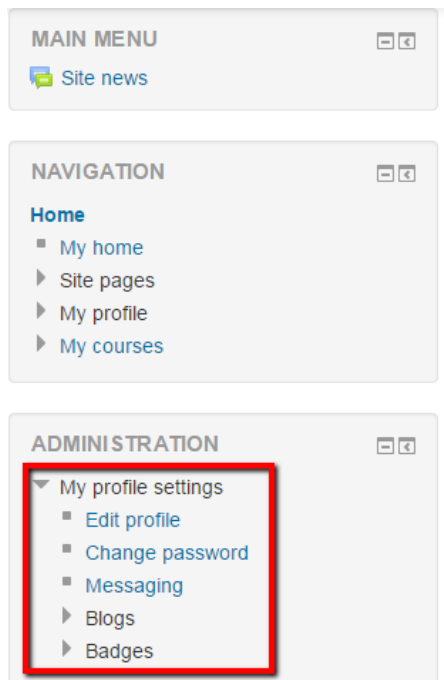 MAIN MENU
Site news
NAVIGATION
Home
My home
Site pages
My profile
My courses
ADMINISTRATION
My profile settings
Edit profile
Change password
Messaging
Blogs
Badges